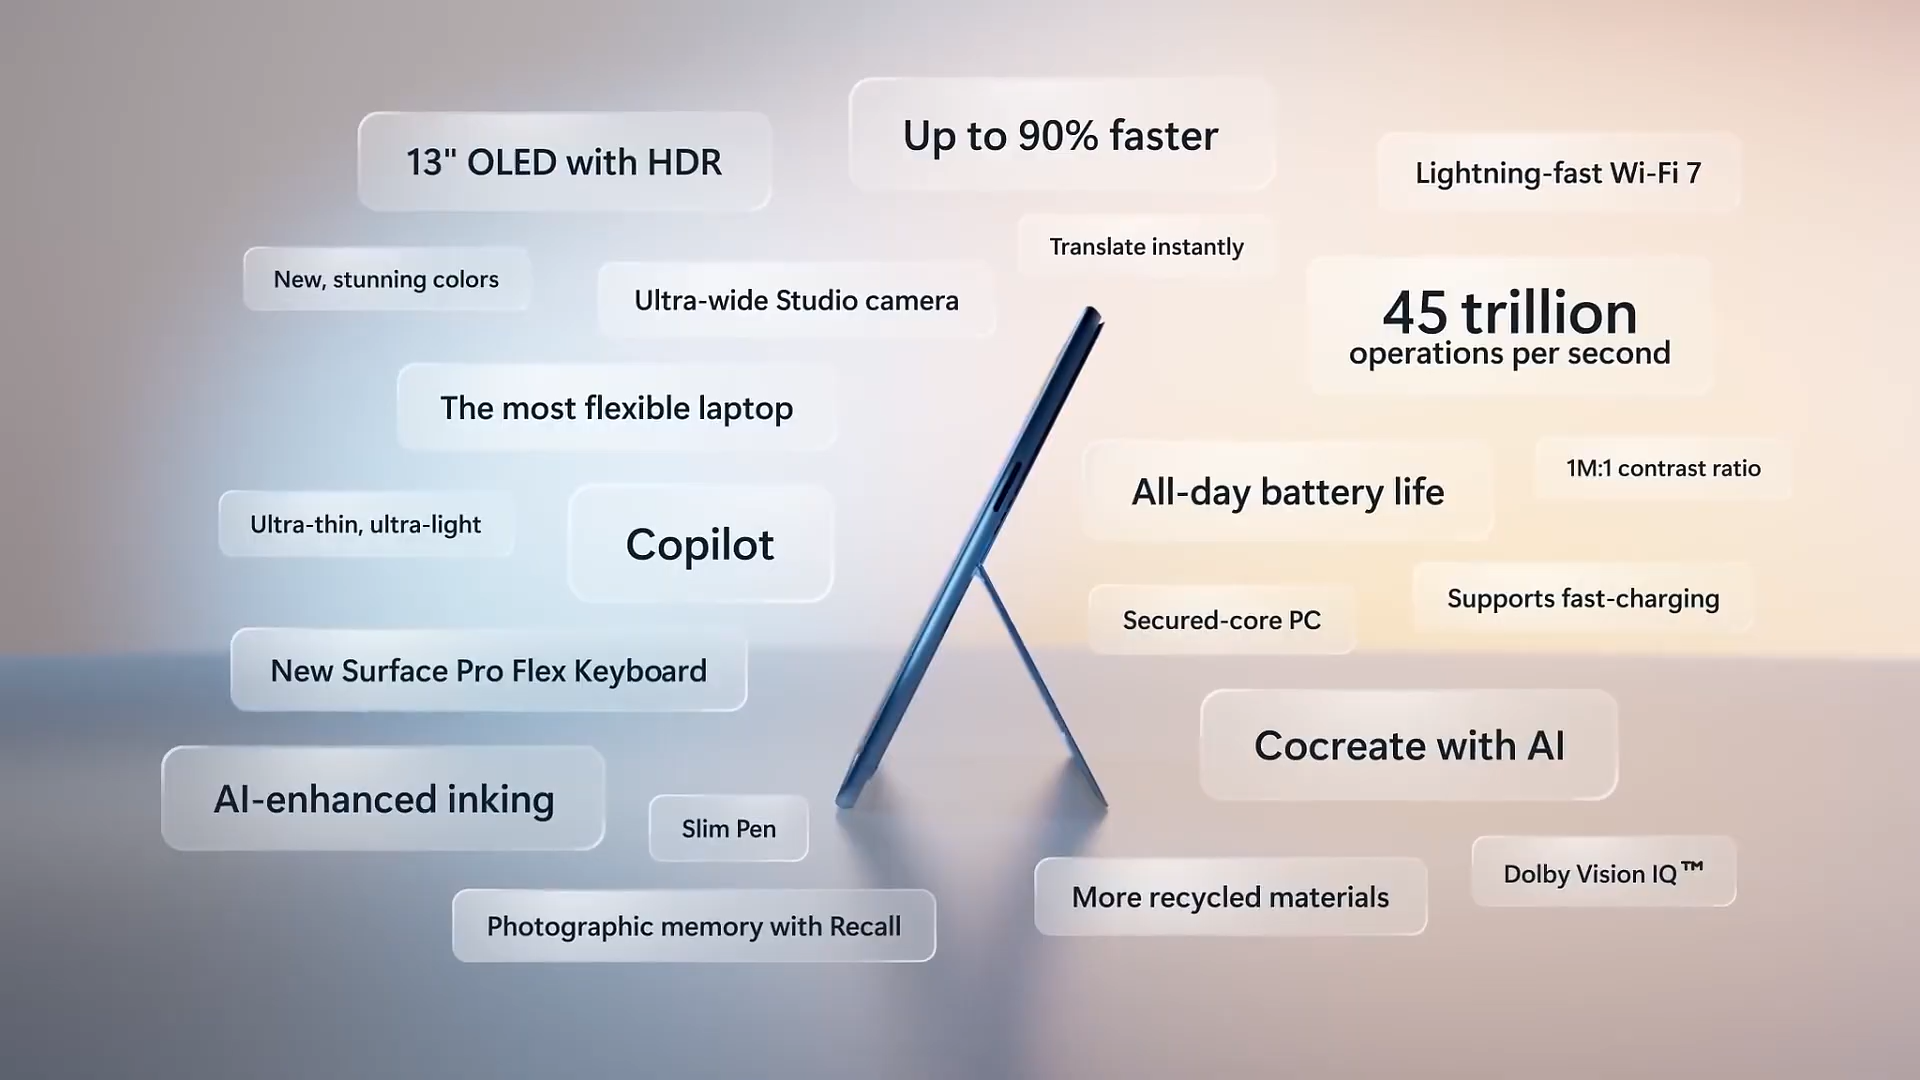 Up to 90% faster
13" OLED with HDR
Lightning-fast Wi-Fi 7
Translate instantly
New, stunning colors
Ultra-wide Studio camera
45 trillion
operations per second
The most flexible laptop
1M:1 contrast ratio
All-day battery life
Ultra-thin, ultra-light
Copilot
Supports fast-charging
Secured-core PC
New Surface Pro Flex Keyboard
Cocreate with AI
AI-enhanced inking
Slim Pen
Dolby Vision IQ™
More recycled materials
Photographic memory with Recall